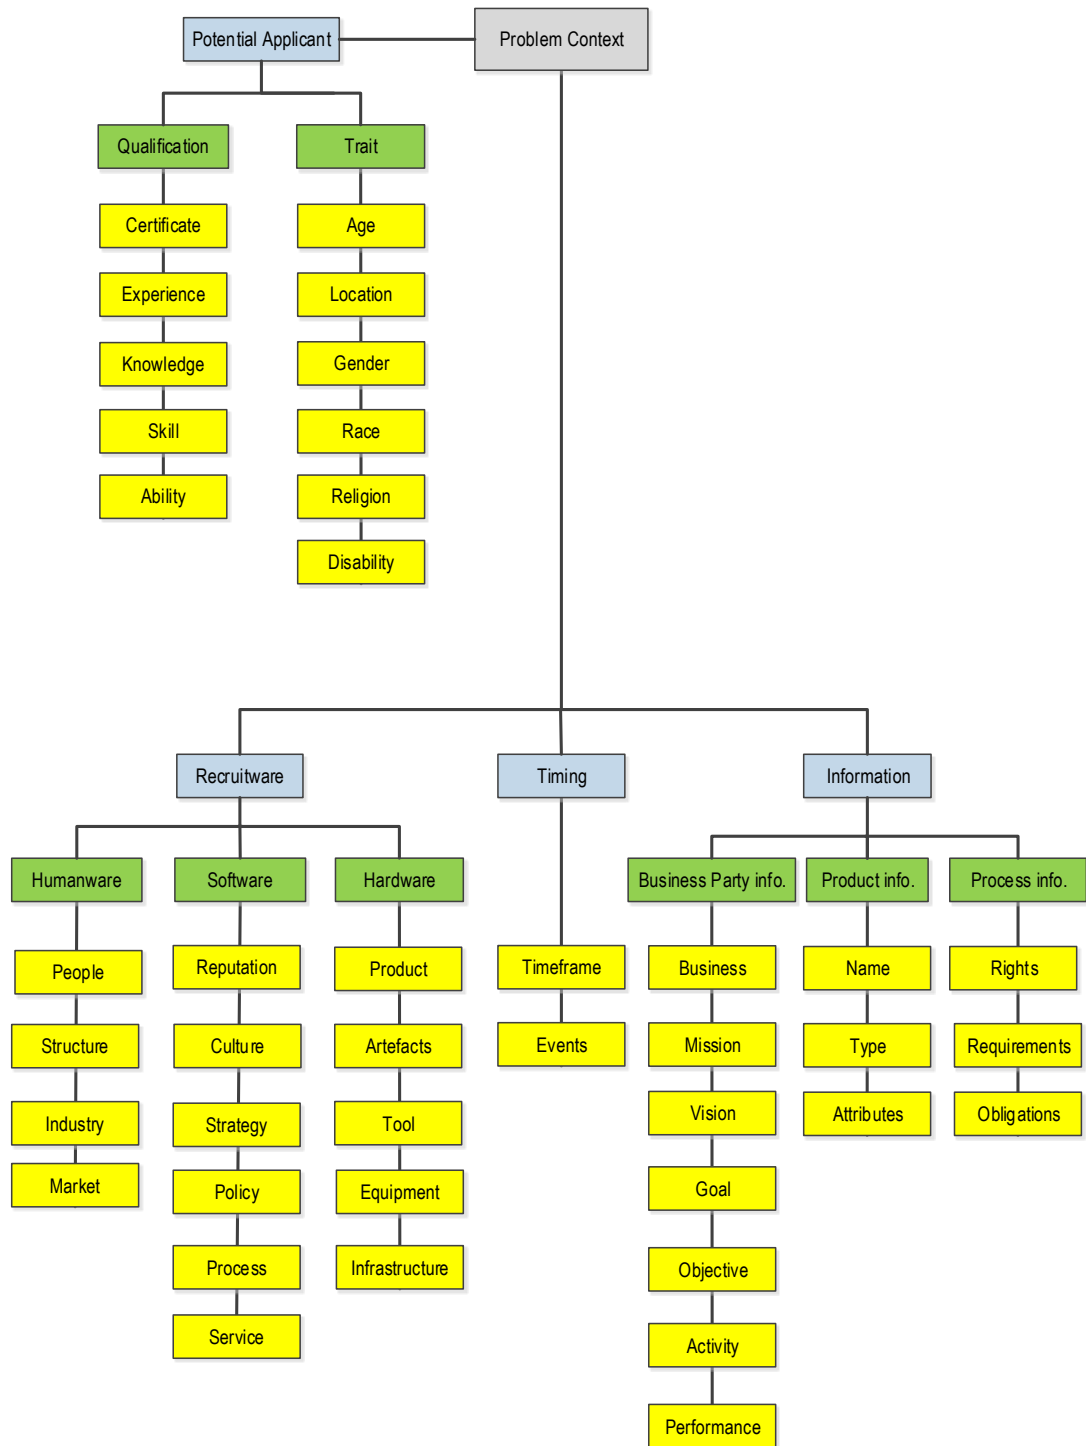 Potential Applicant
Problem Context
Qualification
Trait
Certificate
Age
Experience
Location
Knowledge
Gender
Skill
Race
Ability
Religion
Disability
Recruitware
Timing
Information
Humanware
Software
Hardware
Business Party info.
Product info.
Process info.
People
Reputation
Product
Timeframe
Business
Name
Rights
Structure
Culture
Artefacts
Events
Mission
Type
Requirements
Industry
Strategy
Tool
Vision
Attributes
Obligations
Market
Policy
Equipment
Goal
Process
Infrastructure
Objective
Service
Activity
Performance